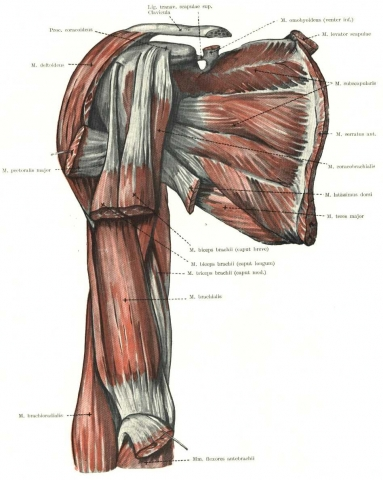 Lig. transv. scapulae sup.
Clavicula
Proc. coracoideus
M. omohyoideus (venter inf.)
M. levator scapulae
M. deltoideus
M. subscapularis
M. serratus ant.
M. pectoralis major
M. coracobrachialis
M. latissimus dorsi
M. teres major
M. biceps brachii (caput breve)
M. biceps brachii (caput longum)
M. triceps brachii (caput med.)
M. brachialis
M. brachioradialis
Mm. flexores antebrachii